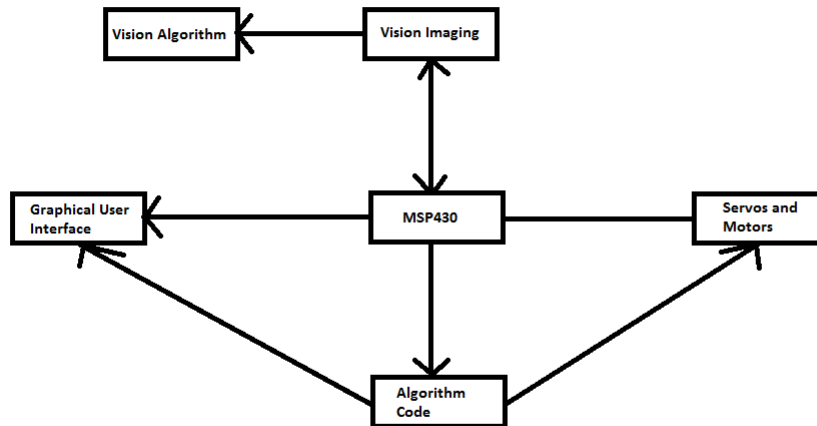 Vision Algorithm
Vision Imaging
Graphical User
Interface
MSP430
Servos and
Motors
Algorithm
Code